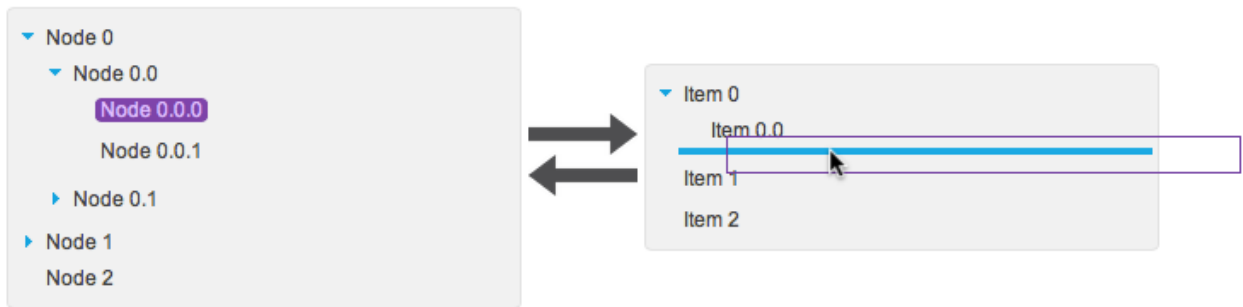 Node 0
Node 0.0
Node 0.0.0
Node 0.0.1
Node 0.1
Node 1
Node 2
Item 0
Item 0.0
Item 1
Item 2